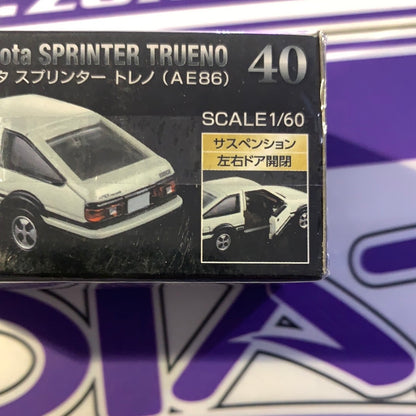 ota SPRINTER TRUENO 40
タ スプリンター トレノ (AE86)
SCALE1/60
サスペンション
左右ドア開閉